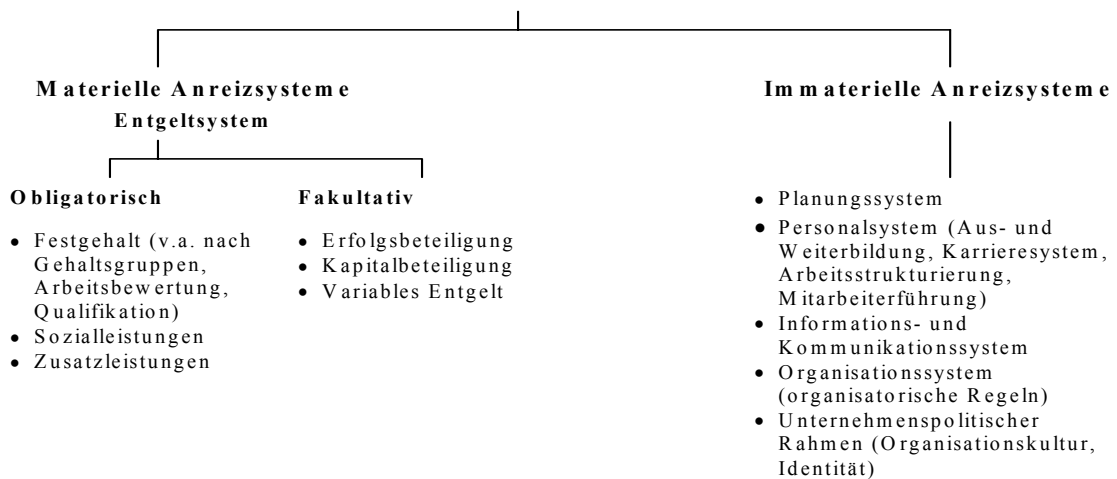 Materielle Anreizsysteme
Entgeltsystem
Immaterielle Anreizsysteme
Obligatorisch
• Festgehalt (v.a. nach
Gehaltsgruppen,
Arbeitsbewertung,
Qualifikation)
• Sozialleistungen
• Zusatzleistungen
Fakultativ
• Erfolgsbeteiligung
• Kapitalbeteiligung
• Variables Entgelt
• Planungssystem
• Personalsystem (Aus- und
Weiterbildung, Karrieresystem,
Arbeitsstrukturierung,
Mitarbeiterführung)
• Informations- und
Kommunikationssystem
• Organisationssystem
(organisatorische Regeln)
• Unternehmenspolitischer
Rahmen (Organisationskultur,
Identität)